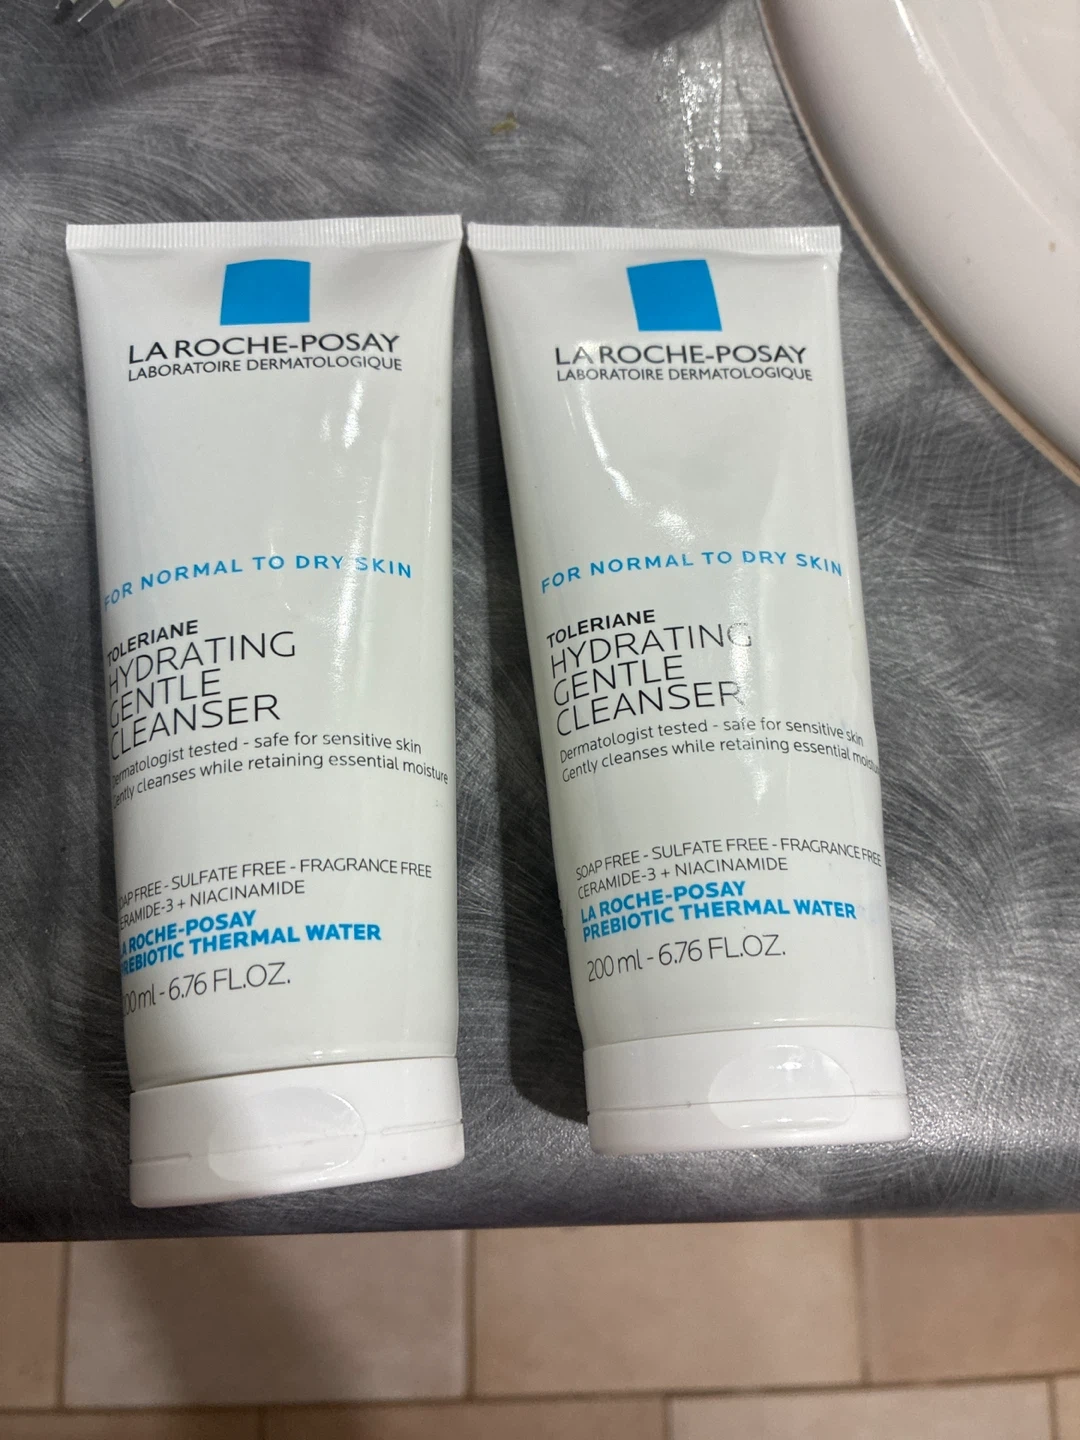 LA ROCHE-POSAY
LABORATOIRE DERMATOLOGIQUE
FOR NORMAL TO DRY SKIN
TOLERIANE
HYDRATING
GENTLE
CLEANSER
Dermatologist tested - safe for sensitive skin
Gently cleanses while retaining essential moisture
SOAP FREE - SULFATE FREE - FRAGRANCE FREE
CERAMIDE-3 + NIACINAMIDE
LA ROCHE-POSAY
PREBIOTIC THERMAL WATER
200 ml - 6.76 FL.OZ.
LA ROCHE-POSAY
LABORATOIRE DERMATOLOGIQUE
FOR NORMAL TO DRY SKIN
TOLERIANE
HYDRATING
GENTLE
CLEANSER
Dermatologist tested - safe for sensitive skin
Gently cleanses while retaining essential moisture
SOAP FREE - SULFATE FREE - FRAGRANCE FREE
CERAMIDE-3 + NIACINAMIDE
LA ROCHE-POSAY
PREBIOTIC THERMAL WATER
200 ml - 6.76 FL.OZ.